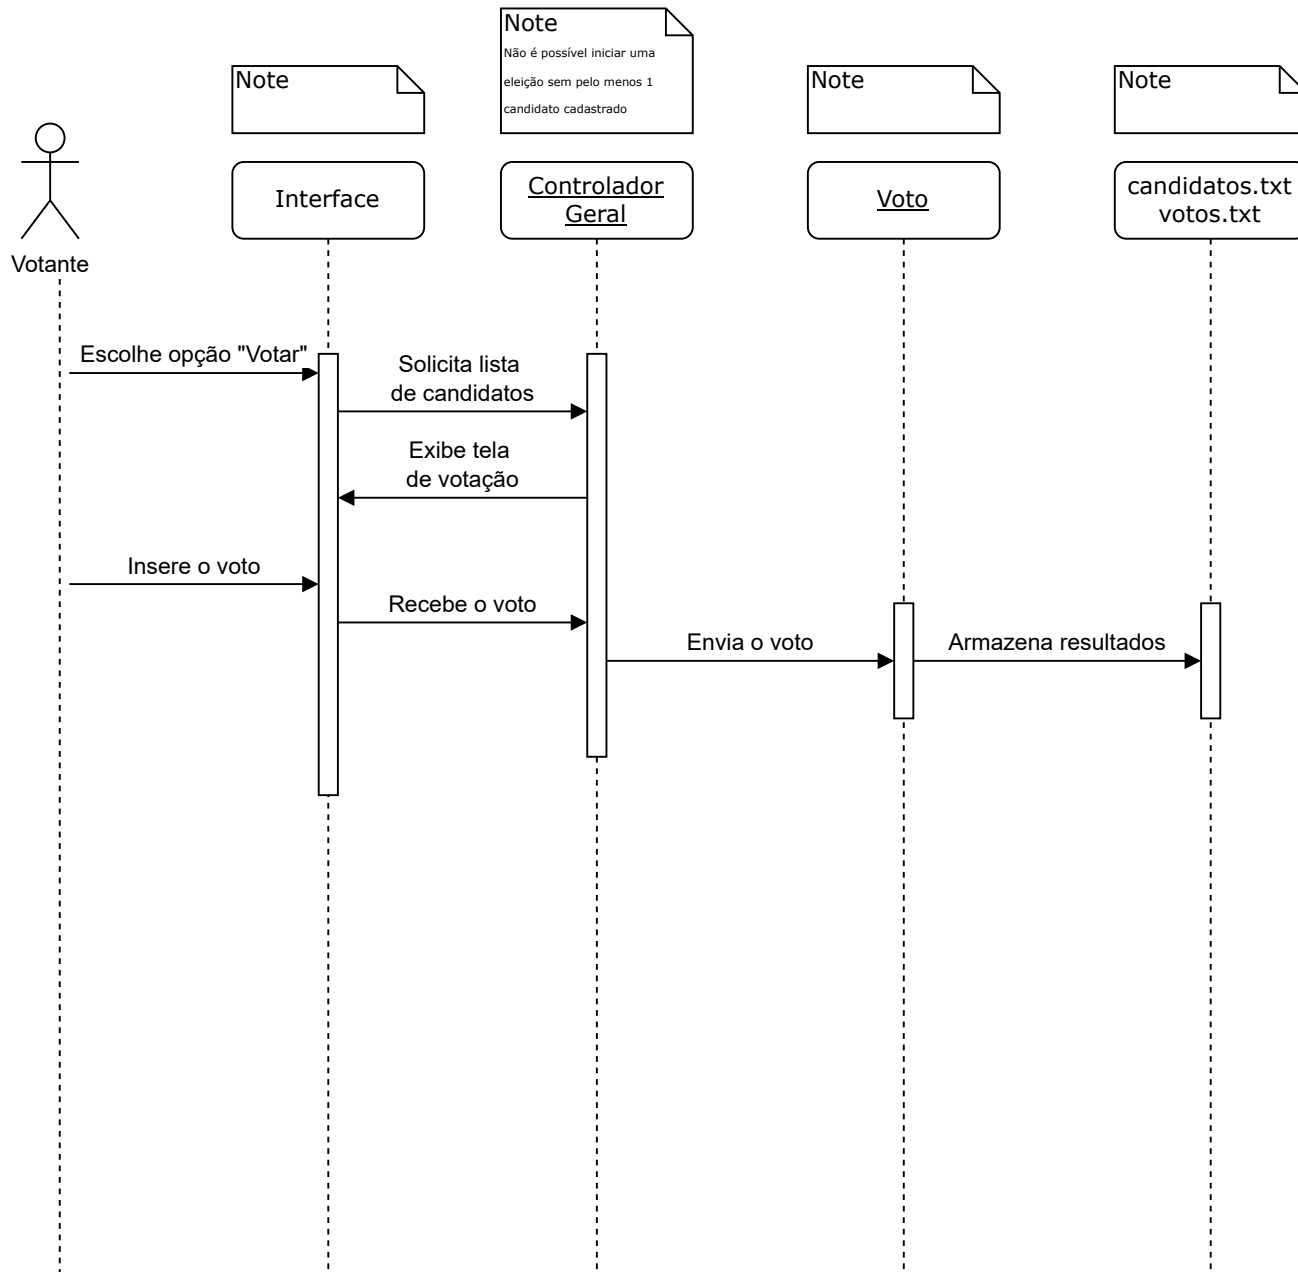 Note
Não é possível iniciar uma
eleição sem pelo menos 1
candidato cadastrado
Note
Note
Note
Interface
Controlador
Geral
Voto
candidatos.txt
votos.txt
Votante
Escolhe opção "Votar"
Solicita lista
de candidatos
Exibe tela
de votação
Insere o voto
Recebe o voto
Envia o voto
Armazena resultados